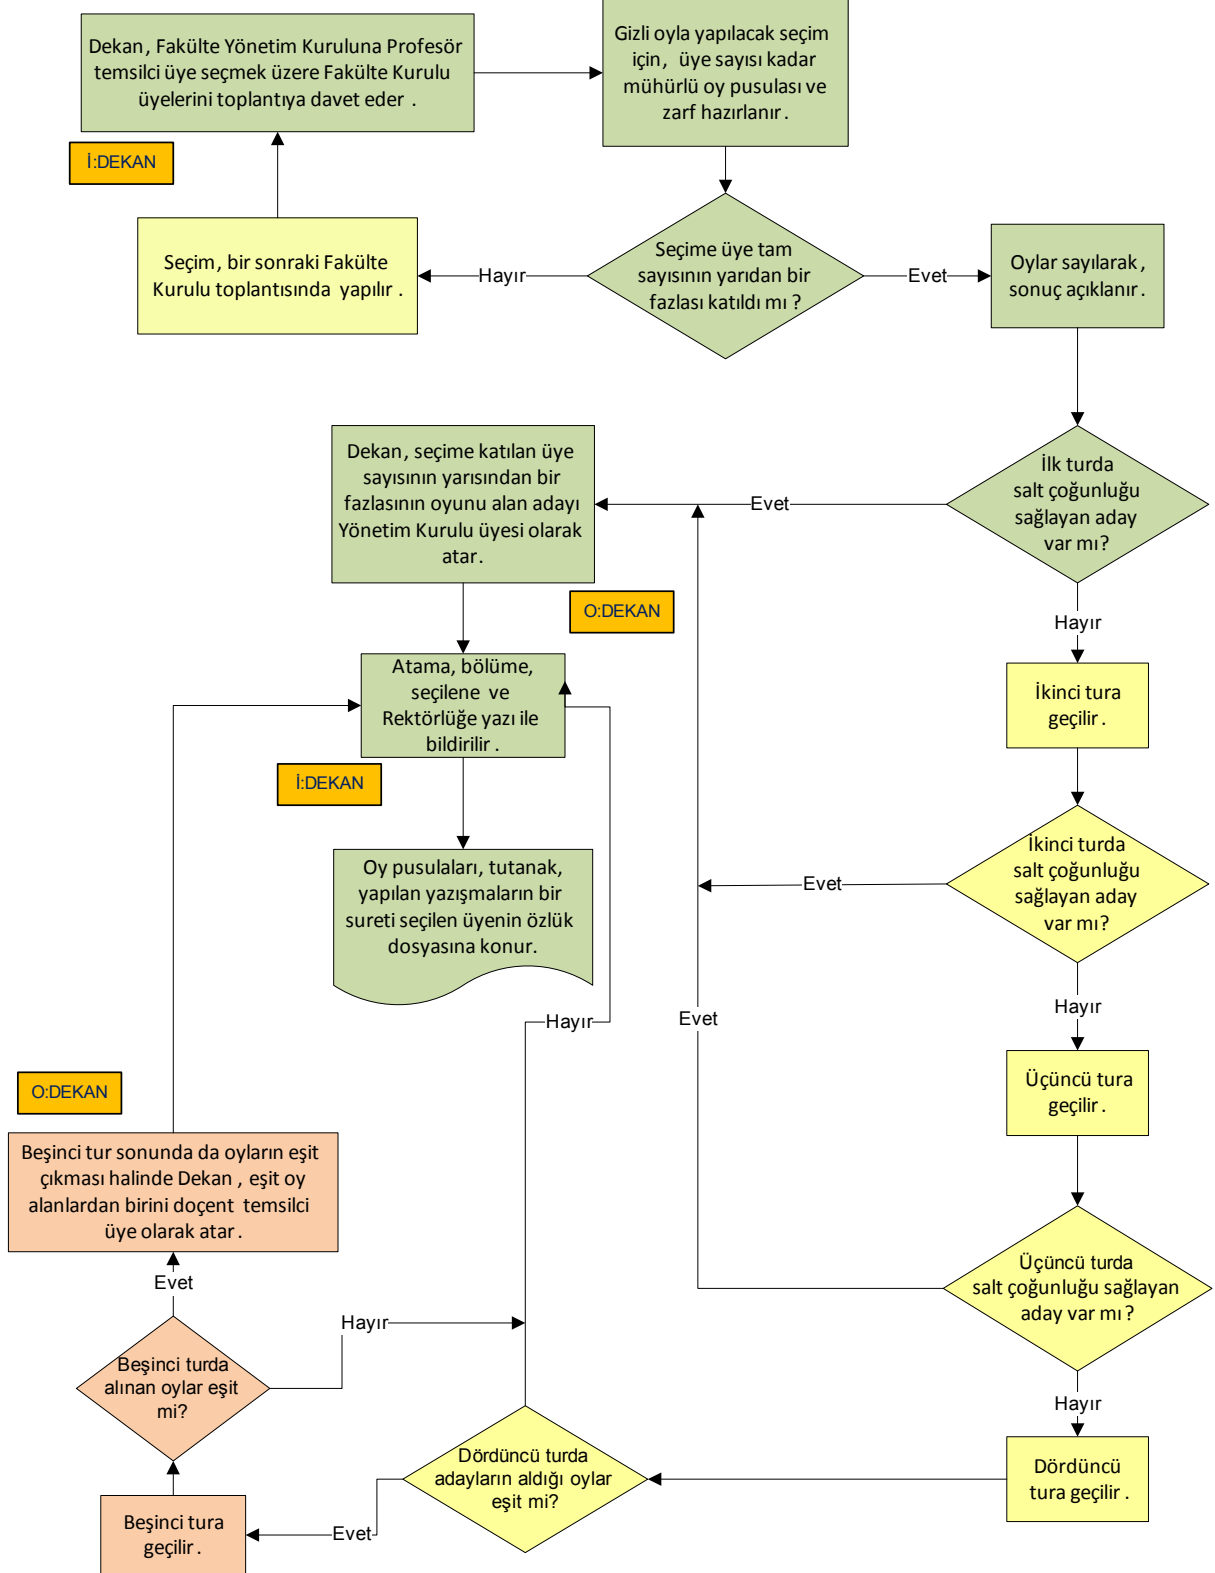 Dekan, Fakülte Yönetim Kuruluna Profesör
temsilci üye seçmek üzere Fakülte Kurulu
üyelerini toplantıya davet eder .
Gizli oyla yapılacak seçim
için, üye sayısı kadar
mühürlü oy pusulası ve
zarf hazırlanır .
İ:DEKAN
Seçim, bir sonraki Fakülte
Kurulu toplantısında yapılır .
Hayır
Seçime üye tam
sayısının yarıdan bir
fazlası katıldı mı ?
Evet
Oylar sayılarak ,
sonuç açıklanır .
Dekan, seçime katılan üye
sayısının yarısından bir
fazlasının oyunu alan adayı
Yönetim Kurulu üyesi olarak
atar.
Evet
İlk turda
salt çoğunluğu
sağlayan aday
var mı?
O:DEKAN
Hayır
Atama, bölüme,
seçilene ve
Rektörlüğe yazı ile
bildirilir .
İkinci tura
geçilir .
İ:DEKAN
Oy pusulaları, tutanak,
yapılan yazışmaların bir
sureti seçilen üyenin özlük
dosyasına konur.
Evet
İkinci turda
salt çoğunluğu
sağlayan aday
var mı?
Hayır
Hayır
Evet
Üçüncü tura
geçilir .
O:DEKAN
Beşinci tur sonunda da oyların eşit
çıkması halinde Dekan , eşit oy
alanlardan birini doçent temsilci
üye olarak atar .
Üçüncü turda
salt çoğunluğu sağlayan
aday var mı?
Evet
Hayır
Beşinci turda
alınan oylar eşit
mi?
Hayır
Dördüncü turda
adayların aldığı oylar
eşit mi?
Dördüncü
tura geçilir .
Beşinci tura
geçilir .
Evet